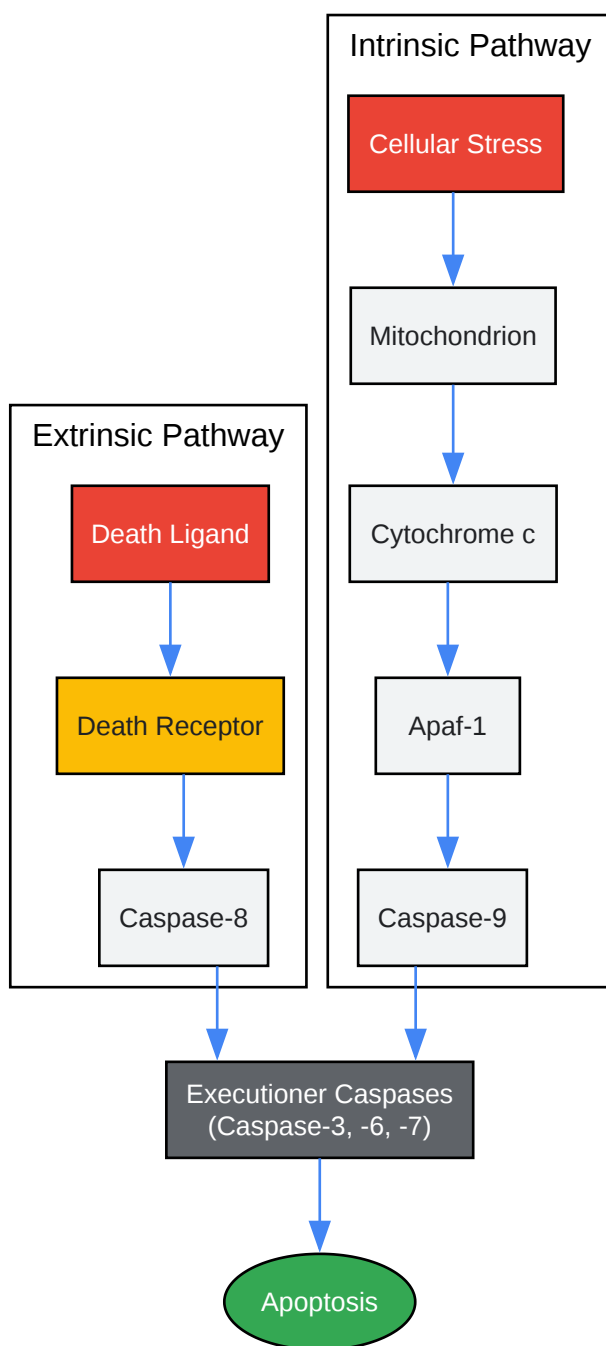 Intrinsic Pathway
Cellular Stress
Mitochondrion
Cytochrome c
Apaf-1
Caspase-9
Extrinsic Pathway
Death Ligand
Death Receptor
Caspase-8
Executioner Caspases
(Caspase-3, -6, -7)
Apoptosis